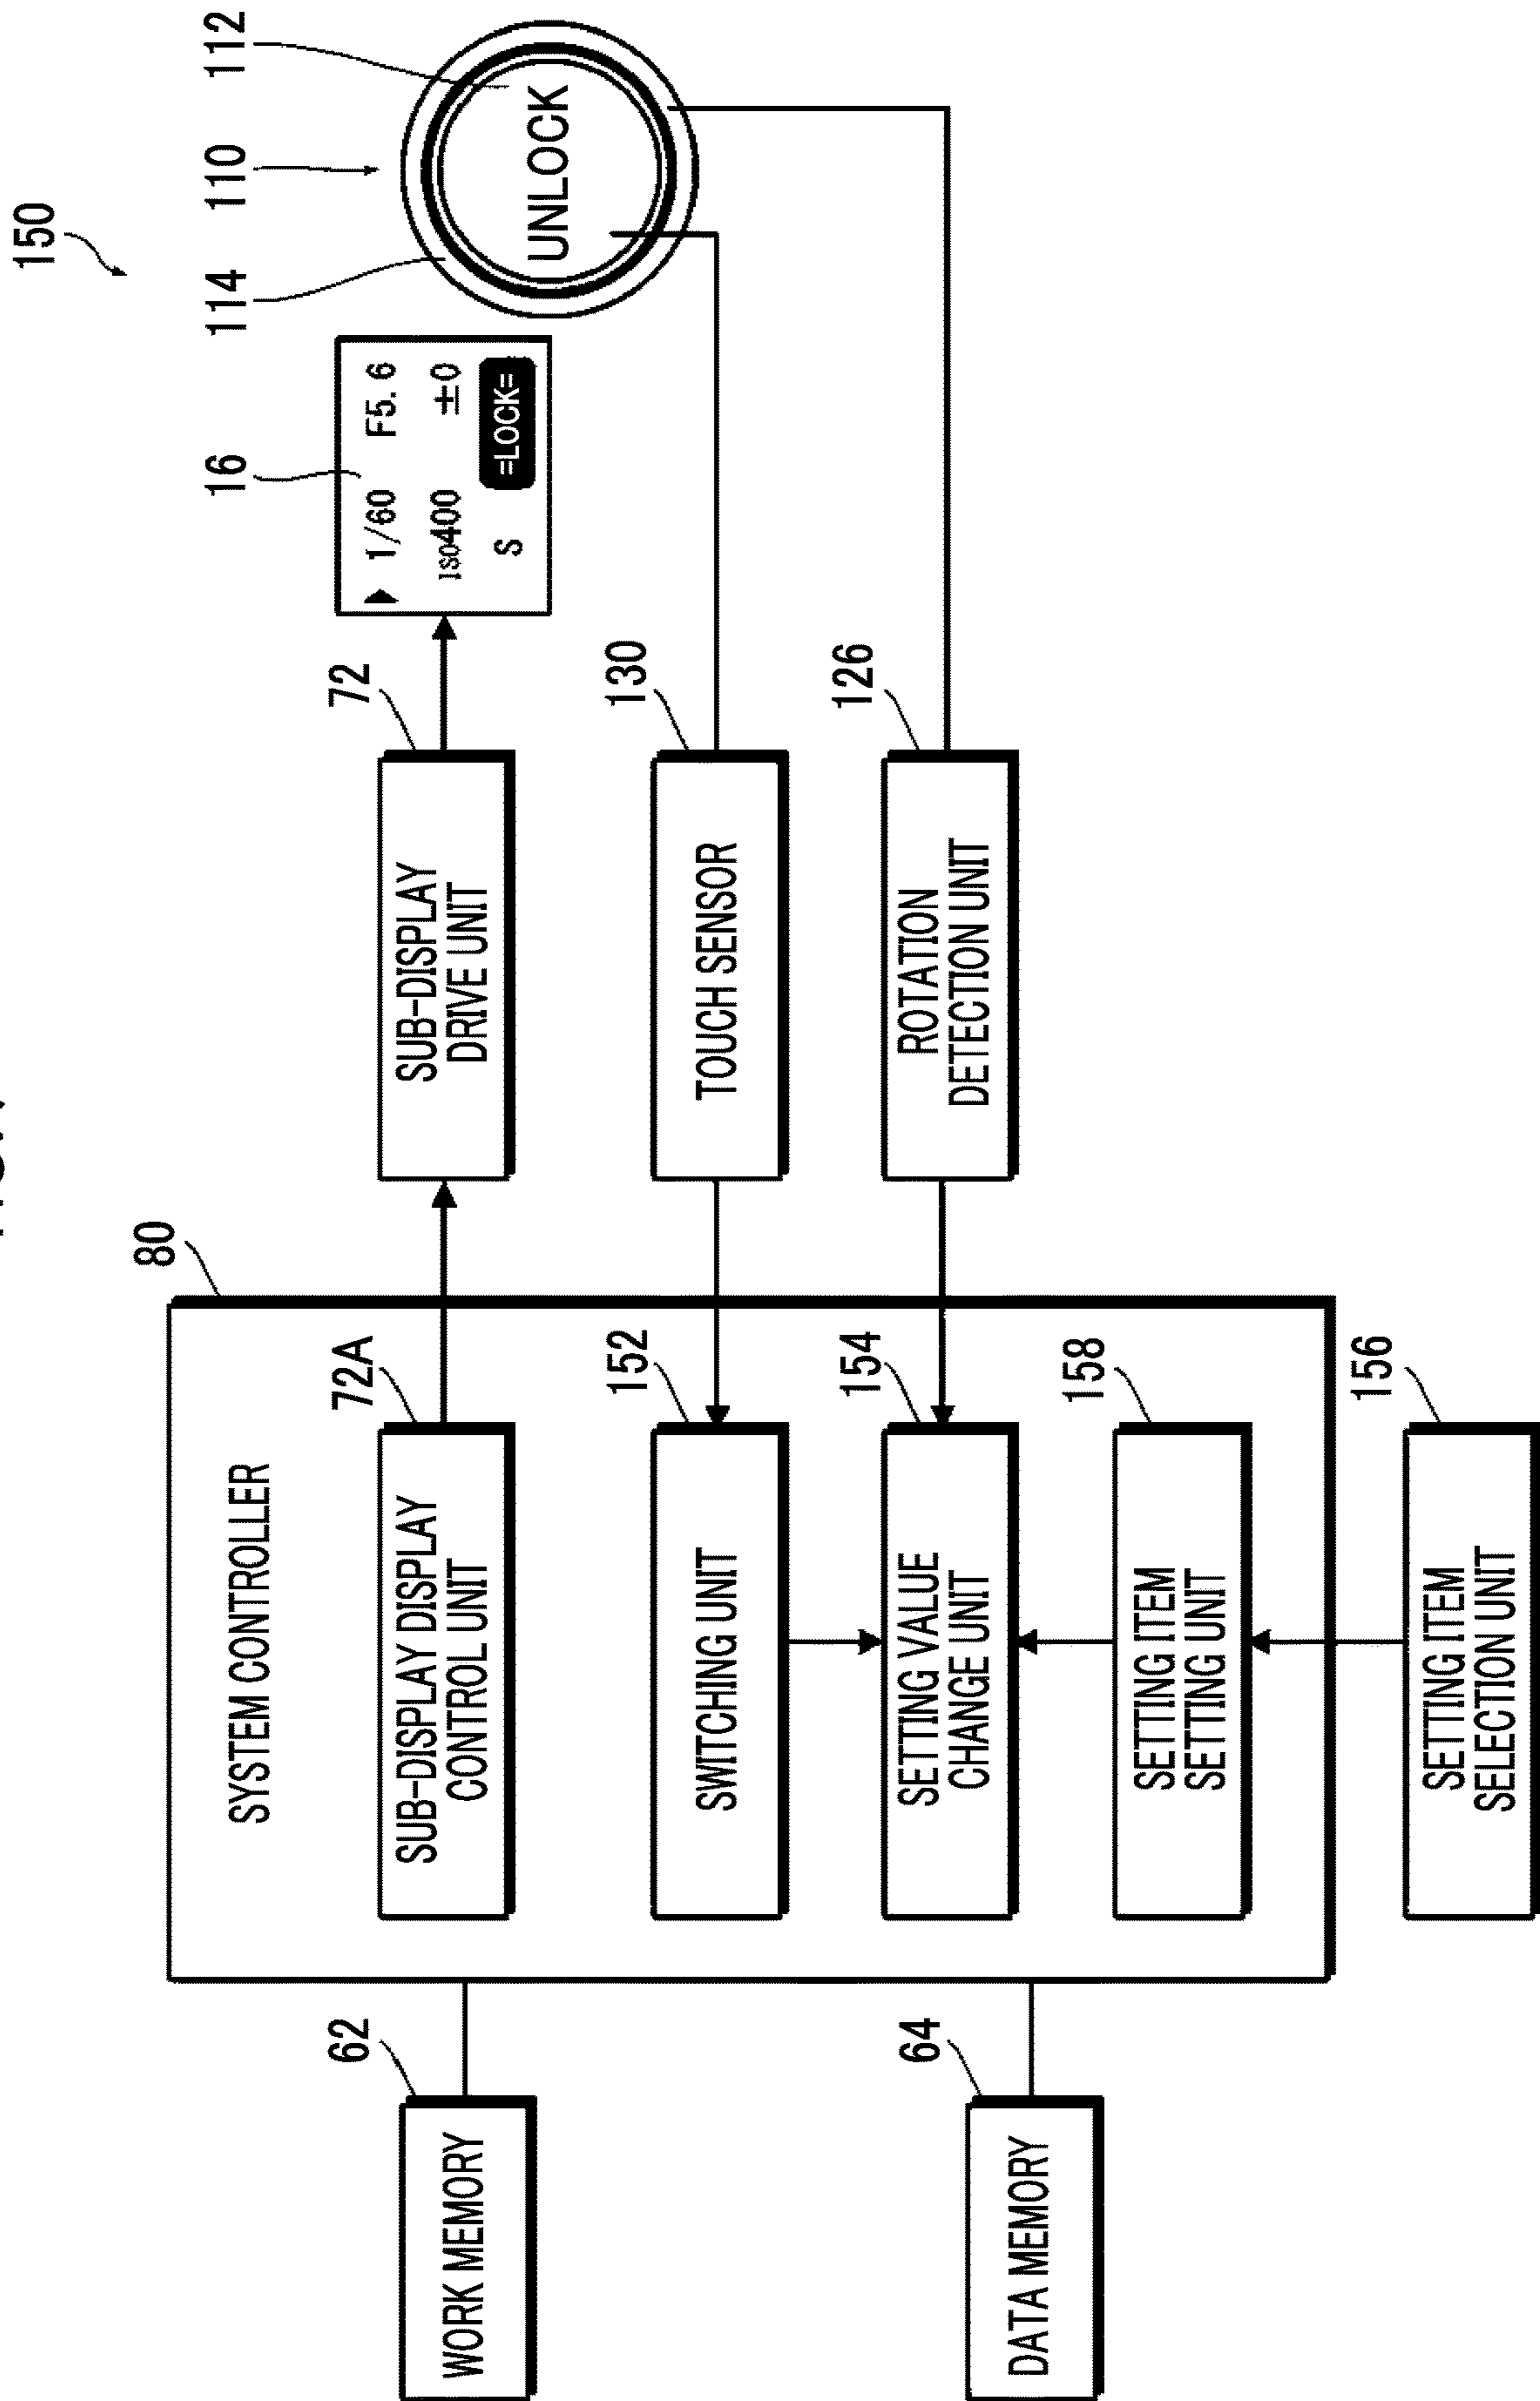 150
16
114
110
112
▶ 1/60 F5.6
ISO400 ±0
S =LOCK=
UNLOCK
80
SYSTEM CONTROLLER
62
WORK MEMORY
72A
SUB-DISPLAY DISPLAY
CONTROL UNIT
72
SUB-DISPLAY
DRIVE UNIT
152
SWITCHING UNIT
130
TOUCH SENSOR
64
DATA MEMORY
154
SETTING VALUE
CHANGE UNIT
126
ROTATION
DETECTION UNIT
158
SETTING ITEM
SETTING UNIT
156
SETTING ITEM
SELECTION UNIT